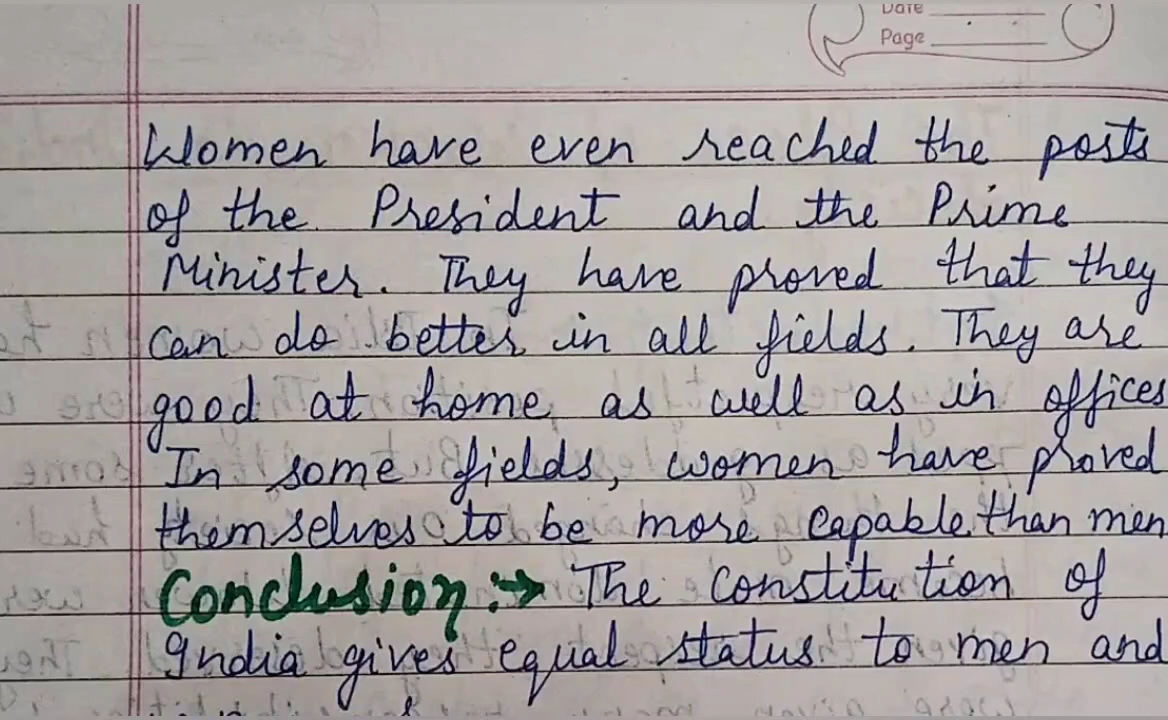 Date
Page
Women have even reached the posts
of the President and the Prime
Minister. They have proved that they
can do better in all fields. They are
good at home as well as in offices
In some fields, women have proved
themselves to be more capable than men
Conclusion:→ The Constitution of
India gives equal status to men and